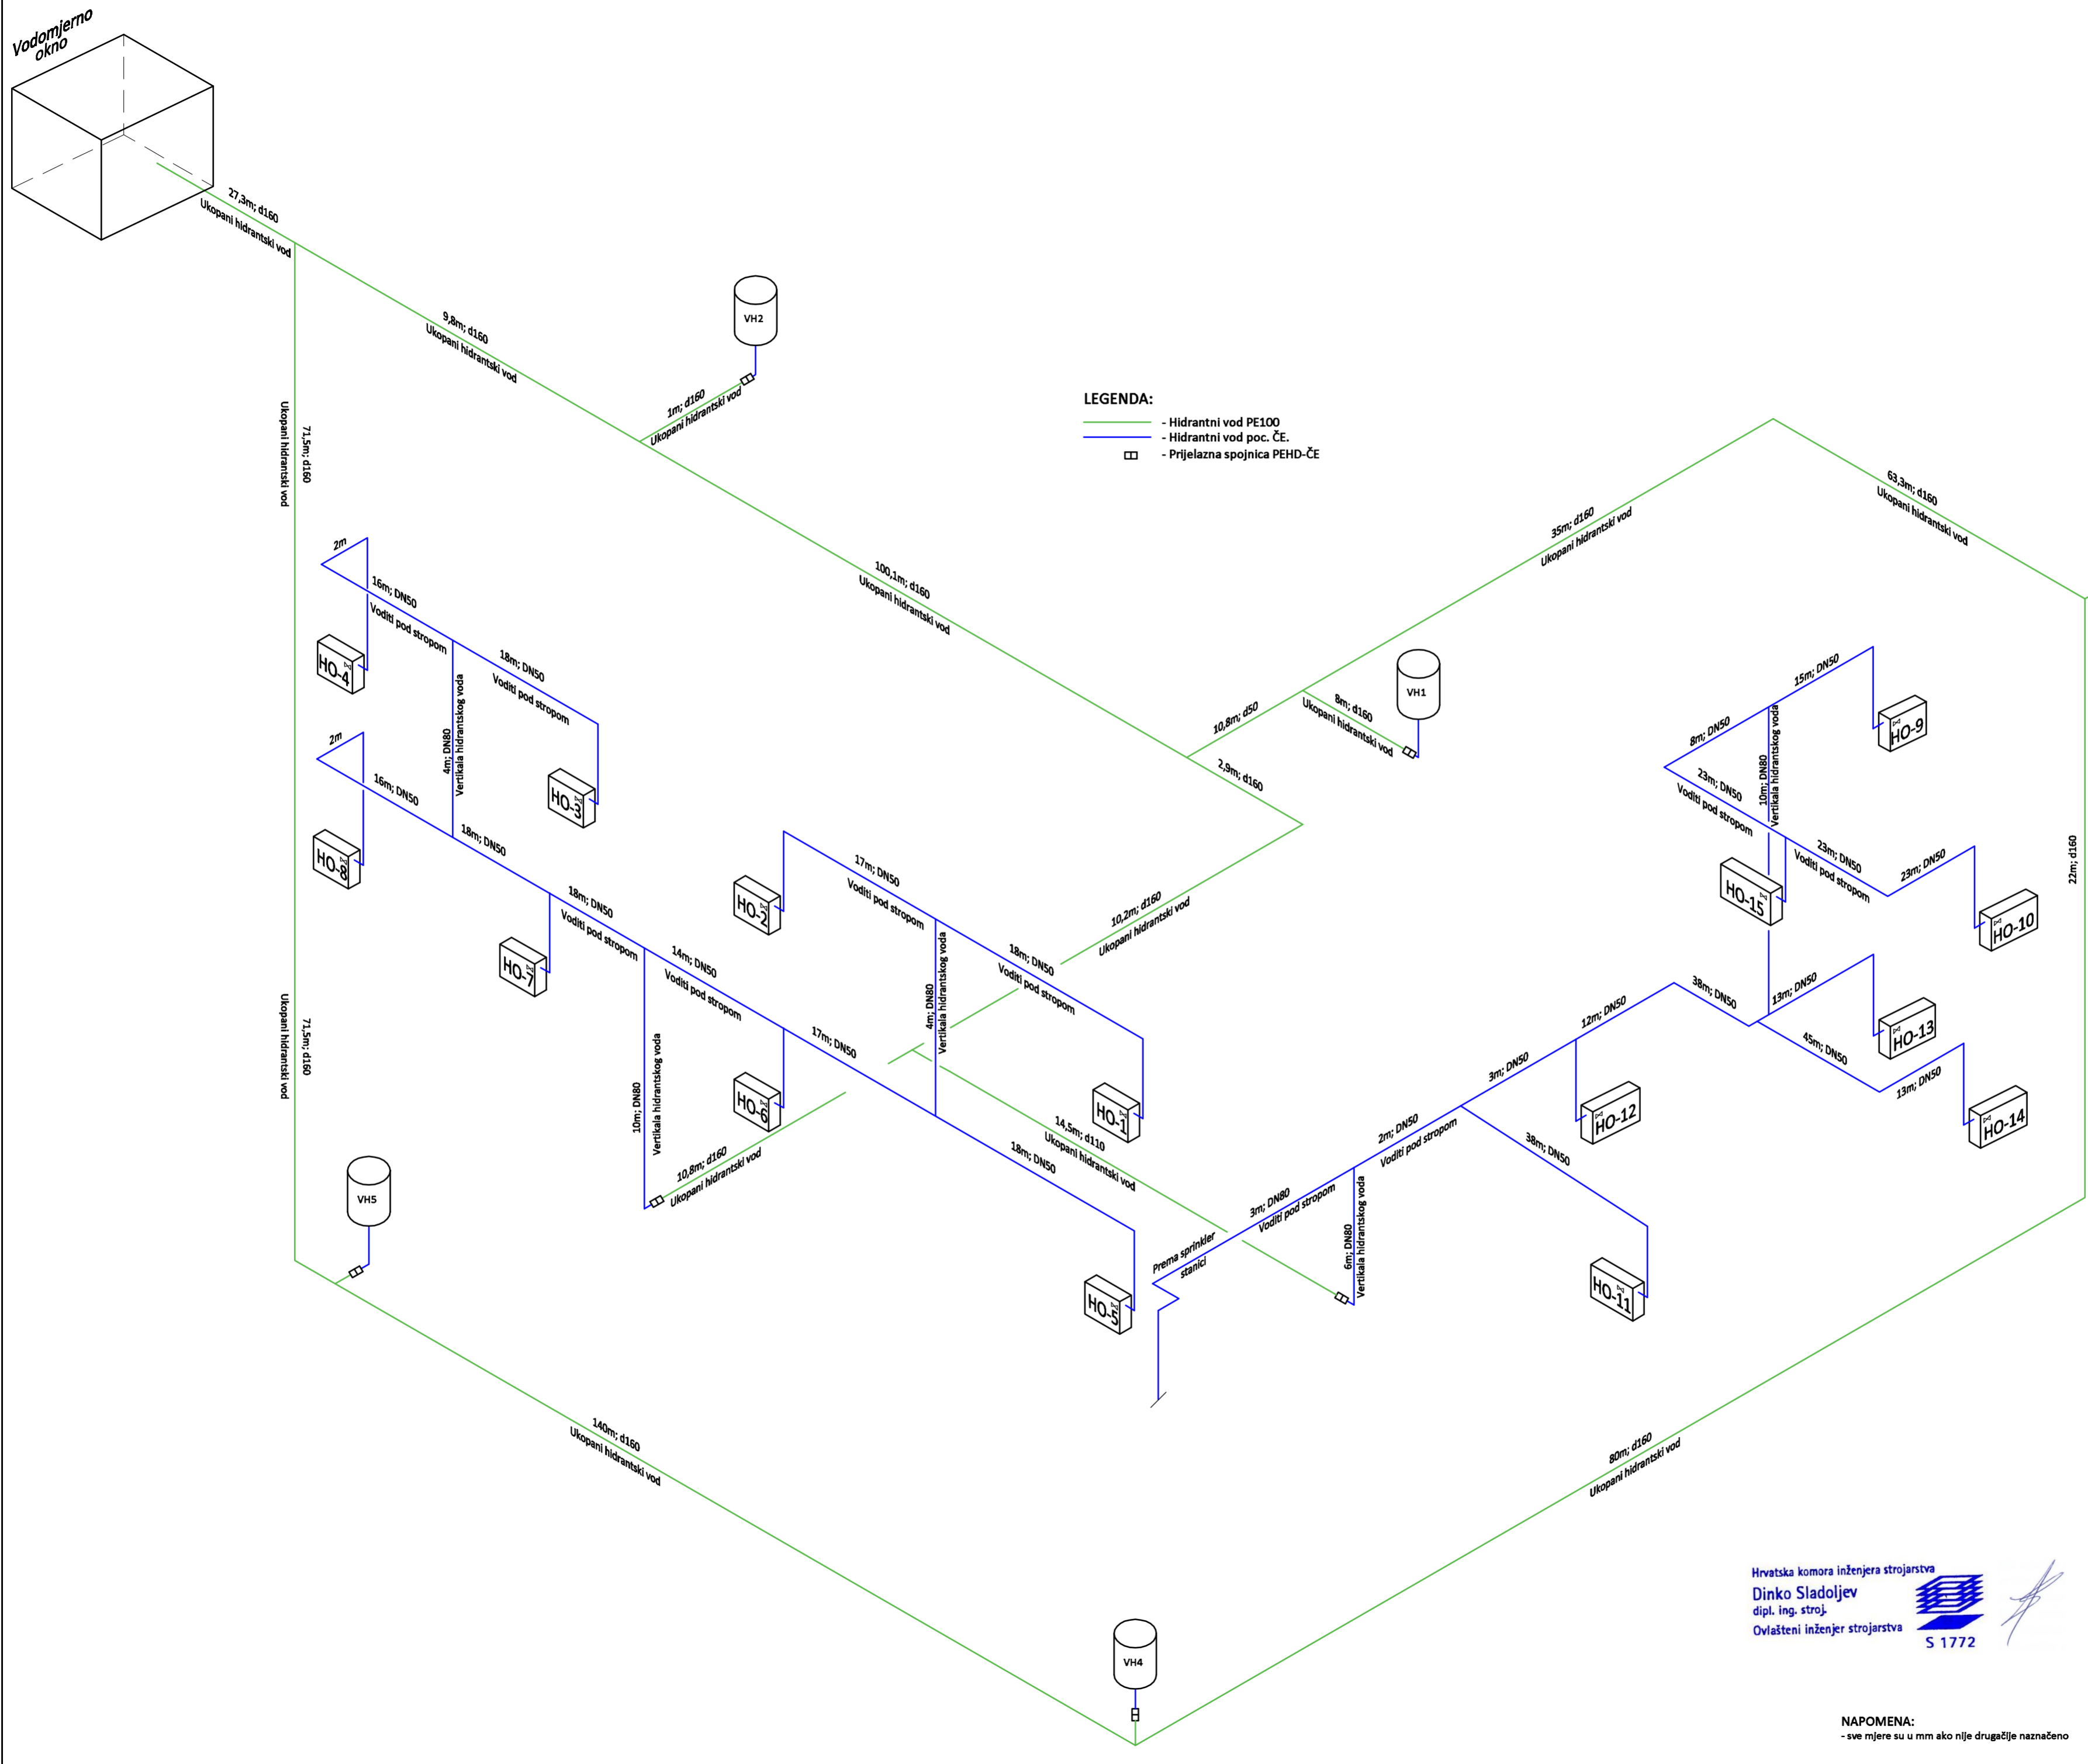 Vodomjerno
okno
27,3m; d160
Ukopani hidrantski vod
9,8m; d160
Ukopani hidrantski vod
VH2
1m; d160
Ukopani hidrantski vod
71,5m; d160
Ukopani hidrantski vod
LEGENDA:
- Hidrantni vod PE100
- Hidrantni vod poc. ČE.
- Prijelazna spojnica PEHD-ČE
100,1m; d160
Ukopani hidrantski vod
35m; d160
Ukopani hidrantski vod
63,3m; d160
Ukopani hidrantski vod
2m
16m; DN50
Voditi pod stropom
HO-4
18m; DN50
Voditi pod stropom
4m; DN80
Vertikala hidrantskog voda
HO-3
2m
16m; DN50
HO-8
18m; DN50
18m; DN50
Voditi pod stropom
HO-7
14m; DN50
Voditi pod stropom
10m; DN80
Vertikala hidrantskog voda
HO-6
17m; DN50
HO-2
17m; DN50
Voditi pod stropom
4m; DN80
Vertikala hidrantskog voda
18m; DN50
Voditi pod stropom
HO-1
18m; DN50
HO-5
10,8m; d50
8m; d160
Ukopani hidrantski vod
VH1
2,9m; d160
10,2m; d160
Ukopani hidrantski vod
14,5m; d110
Ukopani hidrantski vod
10,8m; d160
Ukopani hidrantski vod
15m; DN50
HO-9
8m; DN50
10m; DN80
Vertikala hidrantskog voda
23m; DN50
Voditi pod stropom
HO-15
23m; DN50
Voditi pod stropom
23m; DN50
HO-10
22m; d160
38m; DN50
13m; DN50
HO-13
45m; DN50
13m; DN50
HO-14
12m; DN50
3m; DN50
HO-12
2m; DN50
Voditi pod stropom
38m; DN50
HO-11
3m; DN80
Voditi pod stropom
6m; DN80
Vertikala hidrantskog voda
Prema sprinkler
stanici
71,5m; d160
Ukopani hidrantski vod
VH5
140m; d160
Ukopani hidrantski vod
80m; d160
Ukopani hidrantski vod
VH4
Hrvatska komora inženjera strojarstva
Dinko Sladoljev
dipl. ing. stroj.
Ovlašteni inženjer strojarstva
S 1772
NAPOMENA:
- sve mjere su u mm ako nije drugačije naznačeno